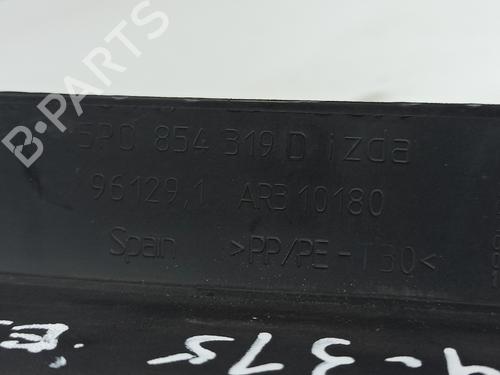 B-PARTS
5P0 854 319 D izda
96129,1 ARB 10180
Spain >PP/PE-T30<